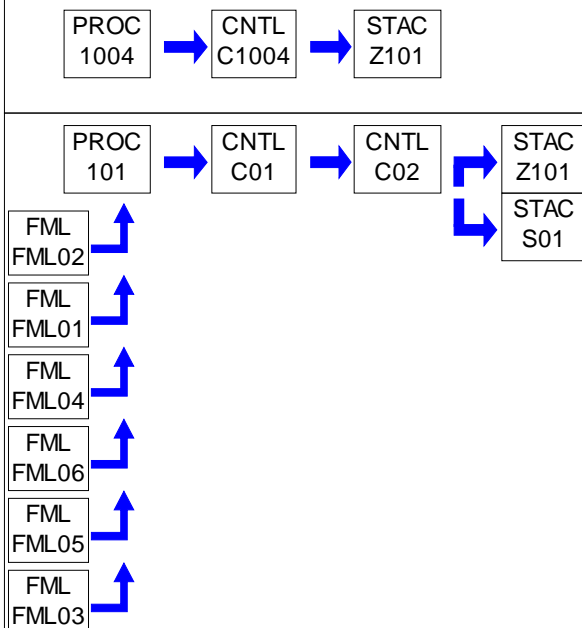 PROC
1004
CNTL
C1004
STAC
Z101
PROC
101
CNTL
C01
CNTL
C02
STAC
Z101
STAC
S01
FML
FML02
FML
FML01
FML
FML04
FML
FML06
FML
FML05
FML
FML03